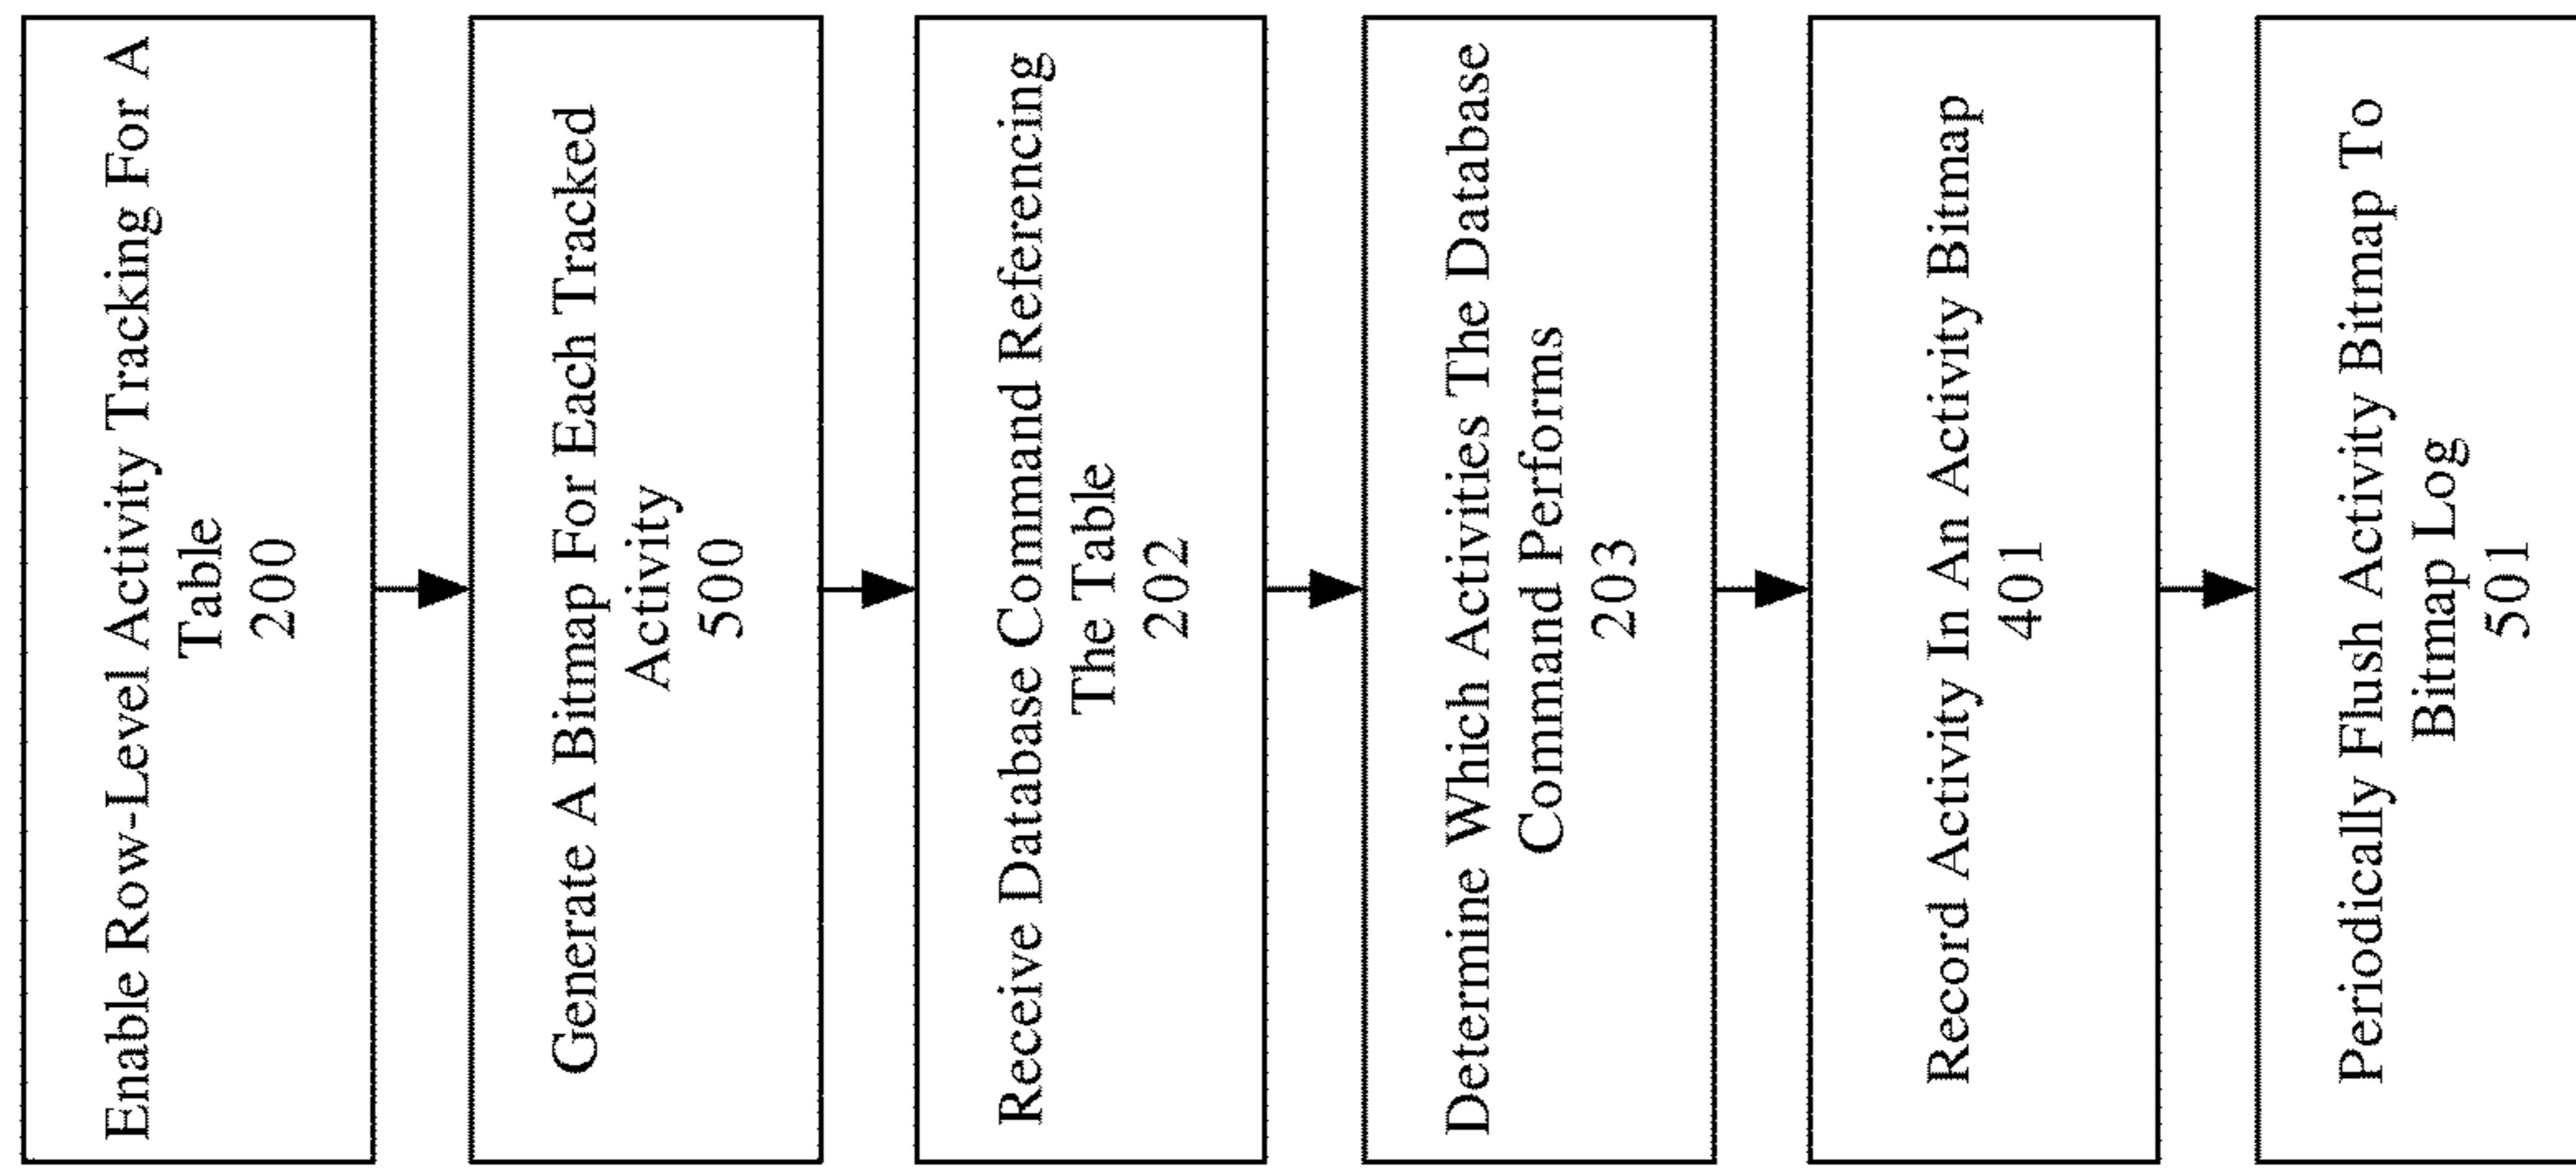 Enable Row-Level Activity Tracking For A
Table
200
Generate A Bitmap For Each Tracked
Activity
500
Receive Database Command Referencing
The Table
202
Determine Which Activities The Database
Command Performs
203
Record Activity In An Activity Bitmap
401
Periodically Flush Activity Bitmap To
Bitmap Log
501